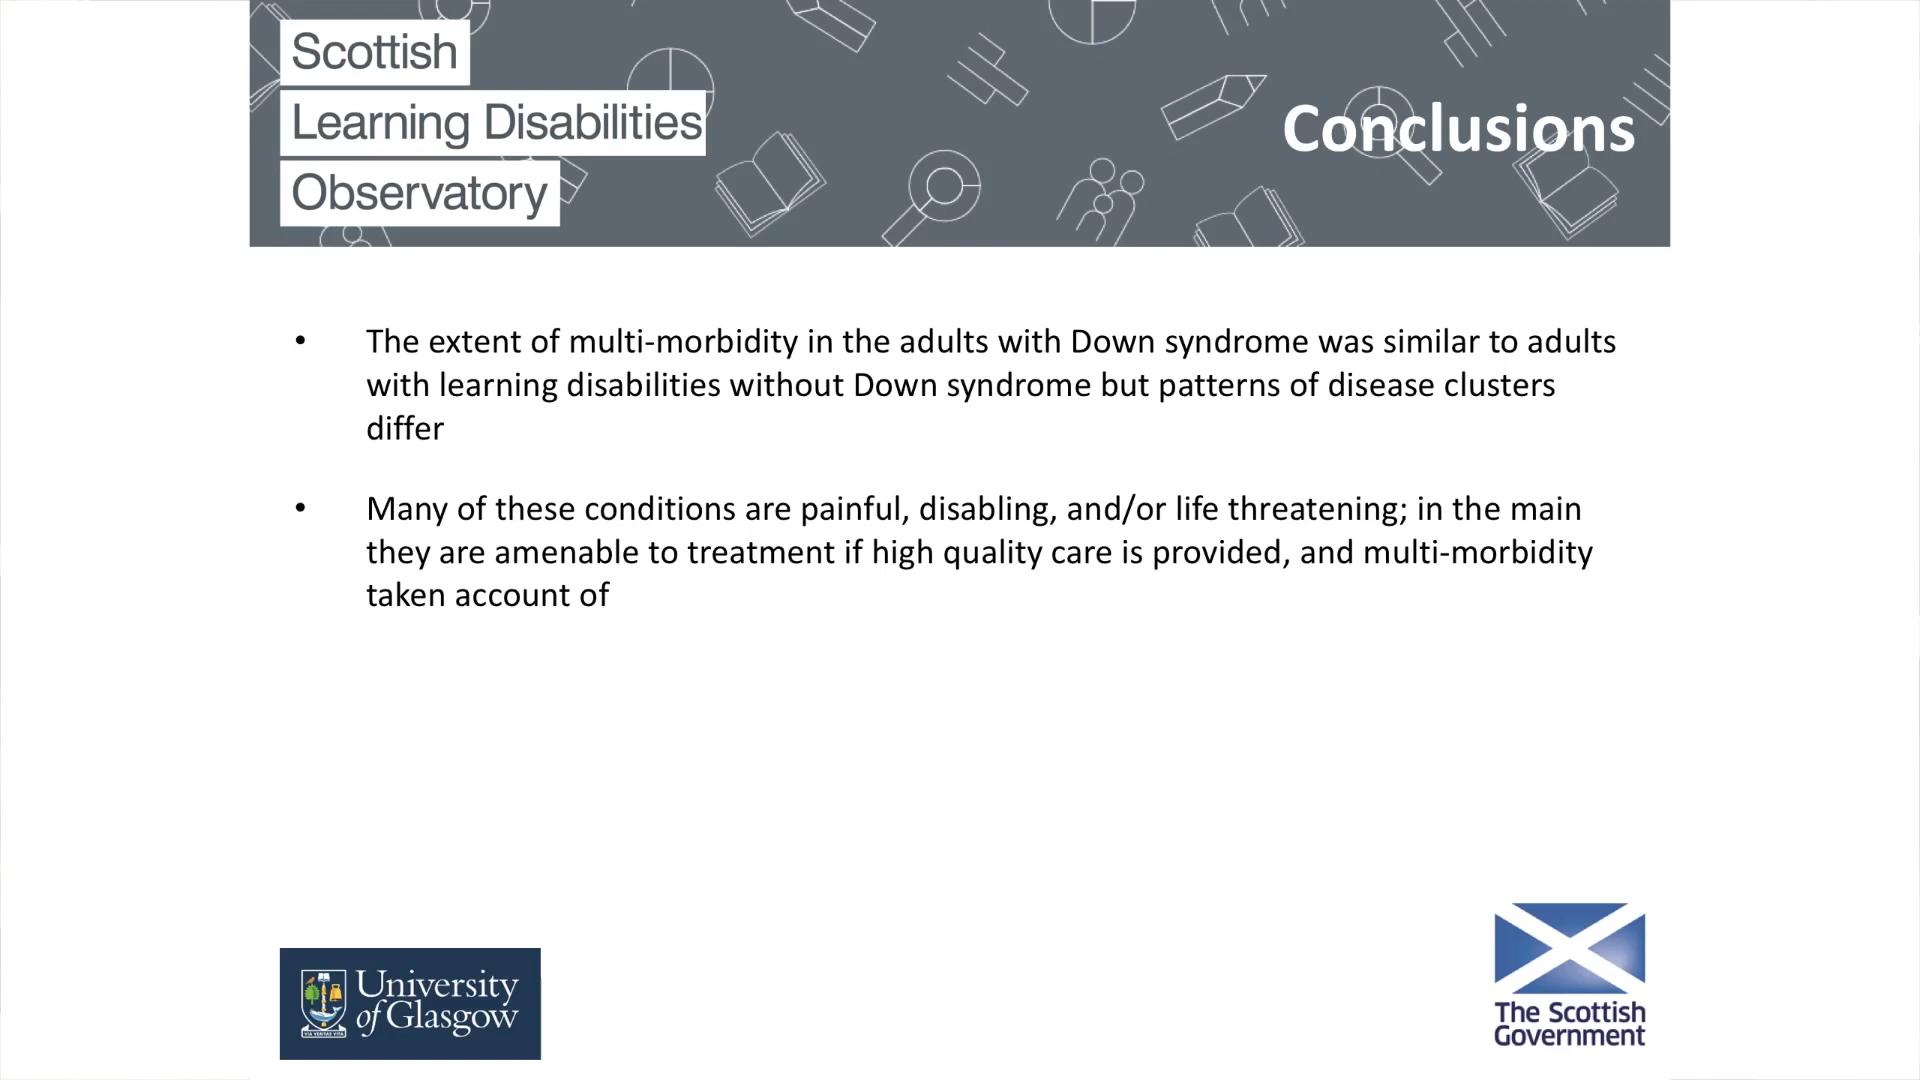 Scottish
Learning Disabilities
Observatory
Conclusions
• The extent of multi-morbidity in the adults with Down syndrome was similar to adults
with learning disabilities without Down syndrome but patterns of disease clusters
differ
• Many of these conditions are painful, disabling, and/or life threatening; in the main
they are amenable to treatment if high quality care is provided, and multi-morbidity
taken account of
University
of Glasgow
VIA VERITAS VITA
The Scottish
Government